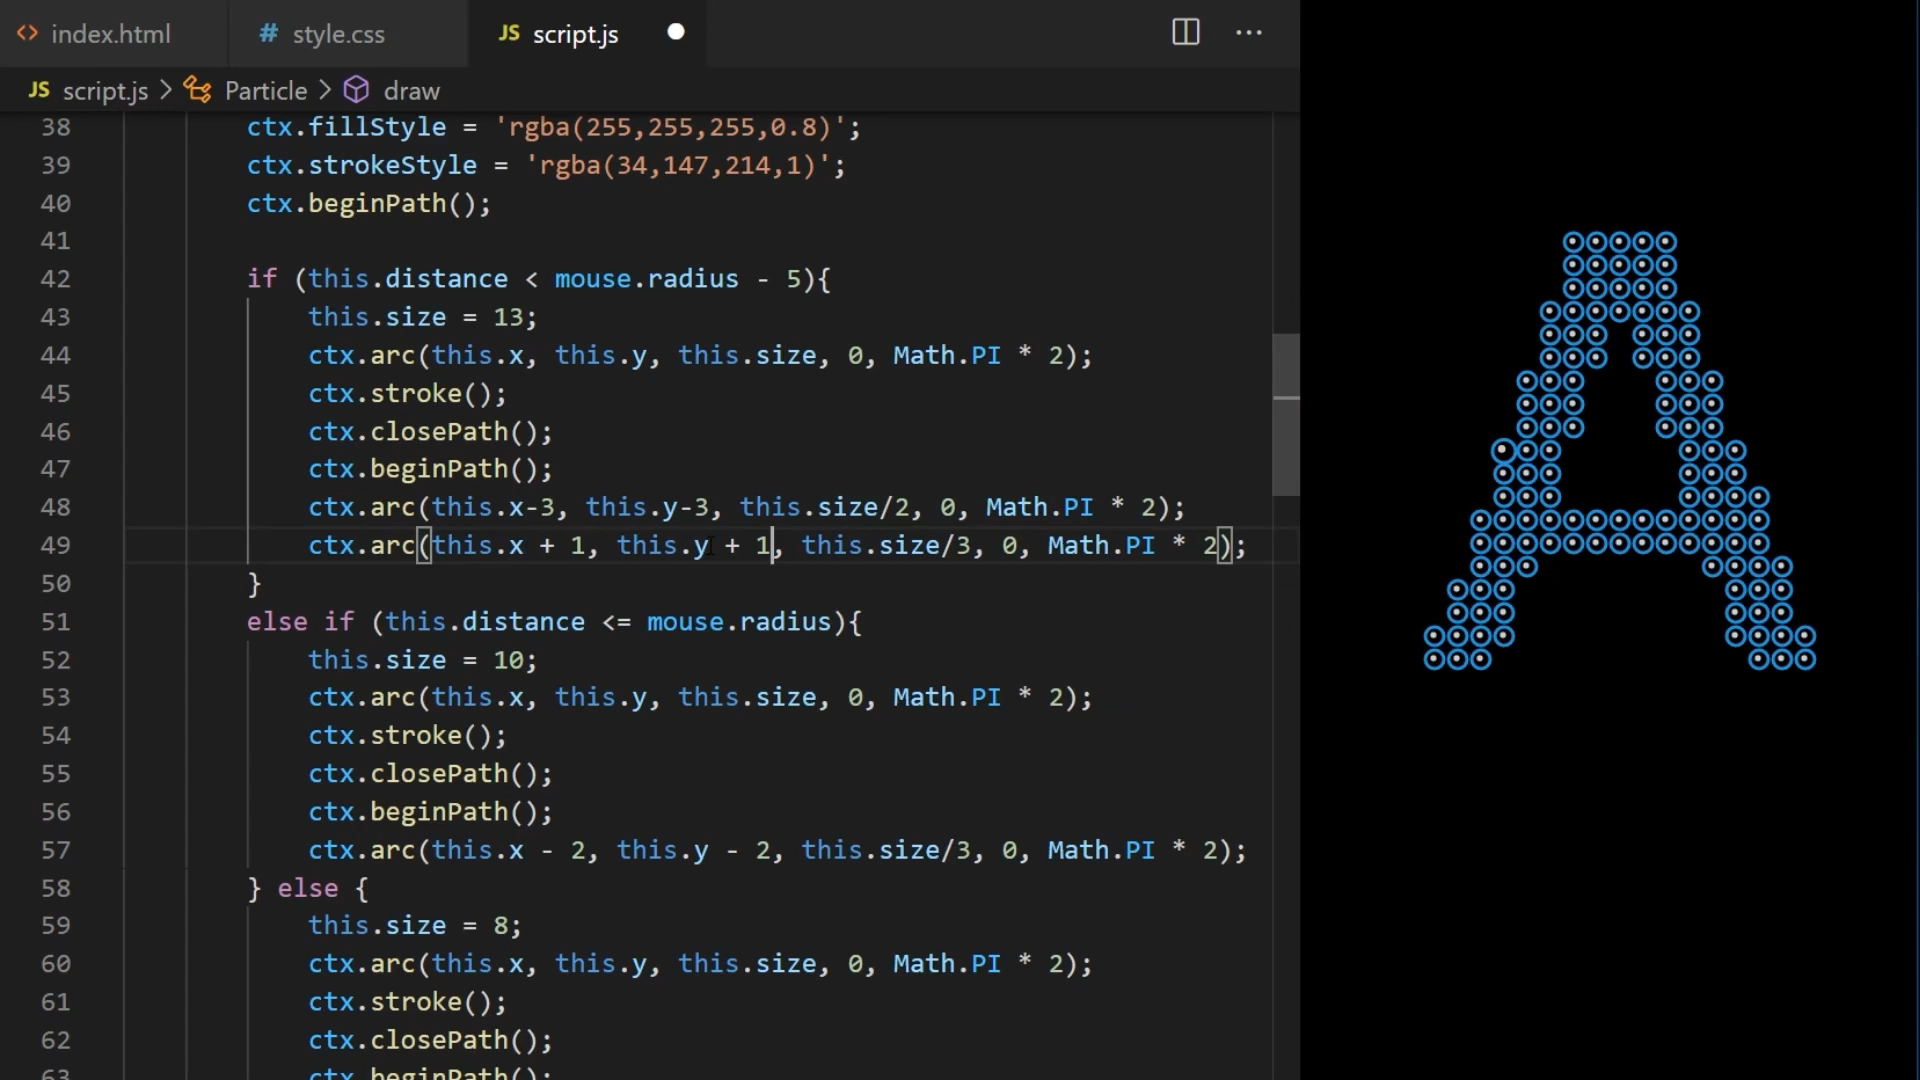 index.html
style.css
JS script.js
JS script.js > Particle > draw
38 ctx.fillStyle = 'rgba(255,255,255,0.8)';
39 ctx.strokeStyle = 'rgba(34,147,214,1)';
40 ctx.beginPath();
41
42 if (this.distance < mouse.radius - 5){
43 this.size = 13;
44 ctx.arc(this.x, this.y, this.size, 0, Math.PI * 2);
45 ctx.stroke();
46 ctx.closePath();
47 ctx.beginPath();
48 ctx.arc(this.x-3, this.y-3, this.size/2, 0, Math.PI * 2);
49 ctx.arc(this.x + 1, this.y + 1, this.size/3, 0, Math.PI * 2);
50 }
51 else if (this.distance <= mouse.radius){
52 this.size = 10;
53 ctx.arc(this.x, this.y, this.size, 0, Math.PI * 2);
54 ctx.stroke();
55 ctx.closePath();
56 ctx.beginPath();
57 ctx.arc(this.x - 2, this.y - 2, this.size/3, 0, Math.PI * 2);
58 } else {
59 this.size = 8;
60 ctx.arc(this.x, this.y, this.size, 0, Math.PI * 2);
61 ctx.stroke();
62 ctx.closePath();
63 ctx.beginPath();
A